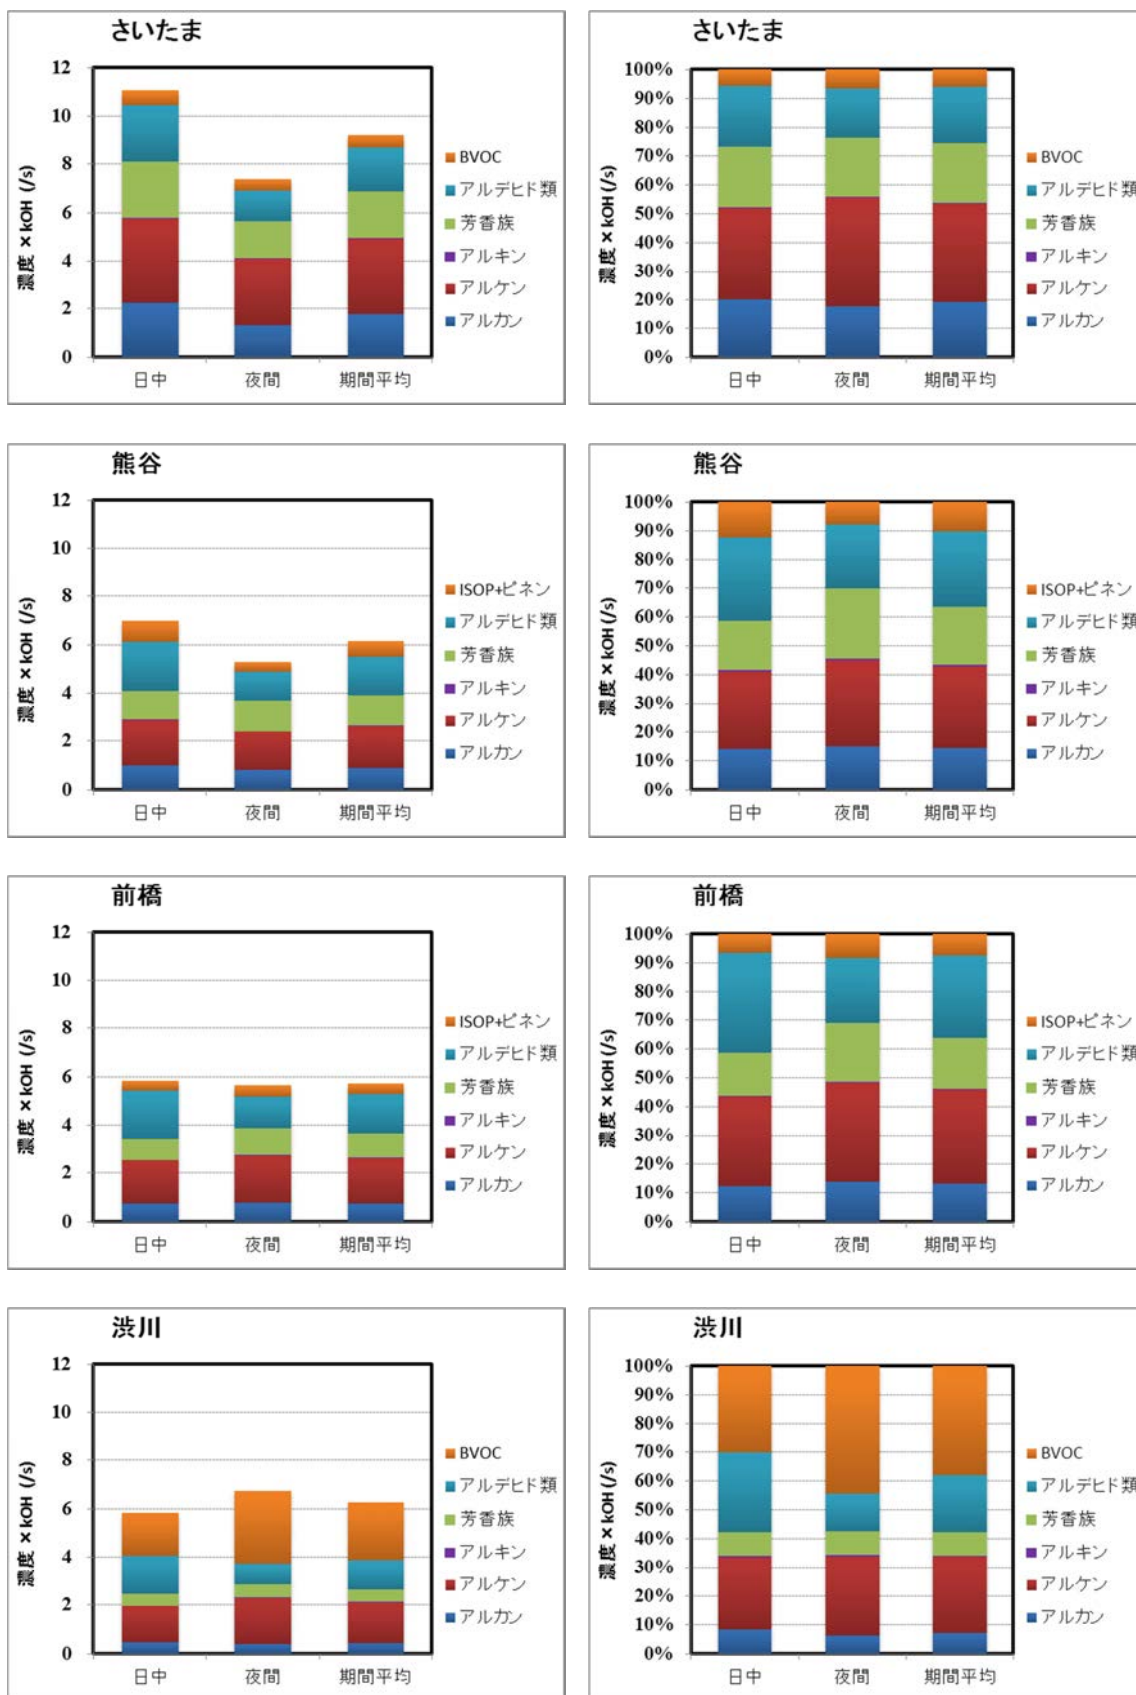 さいたま
濃度×kOH (/s)
12
10
8
6
4
2
0
日中 夜間 期間平均
BVOC
アルデヒド類
芳香族
アルキン
アルケン
アルカン
さいたま
100%
90%
80%
70%
60%
50%
40%
30%
20%
10%
0%
日中 夜間 期間平均
BVOC
アルデヒド類
芳香族
アルキン
アルケン
アルカン
熊谷
濃度×kOH (/s)
12
10
8
6
4
2
0
日中 夜間 期間平均
ISOP+ピネン
アルデヒド類
芳香族
アルキン
アルケン
アルカン
熊谷
濃度×kOH (/s)
100%
90%
80%
70%
60%
50%
40%
30%
20%
10%
0%
日中 夜間 期間平均
ISOP+ピネン
アルデヒド類
芳香族
アルキン
アルケン
アルカン
前橋
濃度×kOH (/s)
12
10
8
6
4
2
0
日中 夜間 期間平均
ISOP+ピネン
アルデヒド類
芳香族
アルキン
アルケン
アルカン
前橋
濃度×kOH (/s)
100%
90%
80%
70%
60%
50%
40%
30%
20%
10%
0%
日中 夜間 期間平均
ISOP+ピネン
アルデヒド類
芳香族
アルキン
アルケン
アルカン
渋川
濃度×kOH (/s)
12
10
8
6
4
2
0
日中 夜間 期間平均
BVOC
アルデヒド類
芳香族
アルキン
アルケン
アルカン
渋川
濃度×kOH (/s)
100%
90%
80%
70%
60%
50%
40%
30%
20%
10%
0%
日中 夜間 期間平均
BVOC
アルデヒド類
芳香族
アルキン
アルケン
アルカン